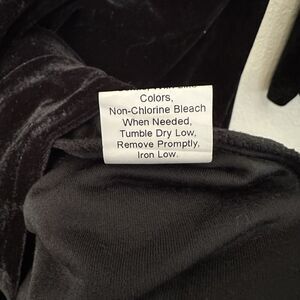 Colors,
Non-Chlorine Bleach
When Needed,
Tumble Dry Low,
Remove Promptly,
Iron Low.